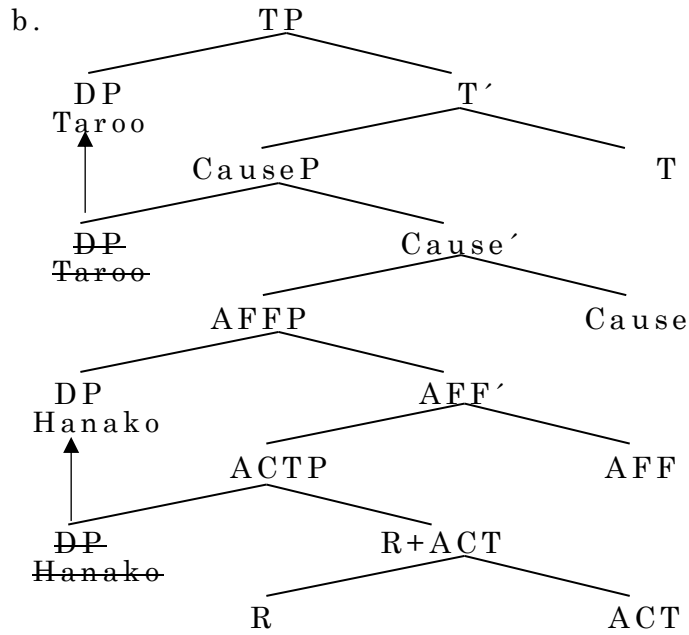 b.
TP
DP T´
Taroo
CauseP T
DP Cause´
Taroo
AFFP Cause
DP AFF´
Hanako
ACTP AFF
DP R+ACT
Hanako
R ACT